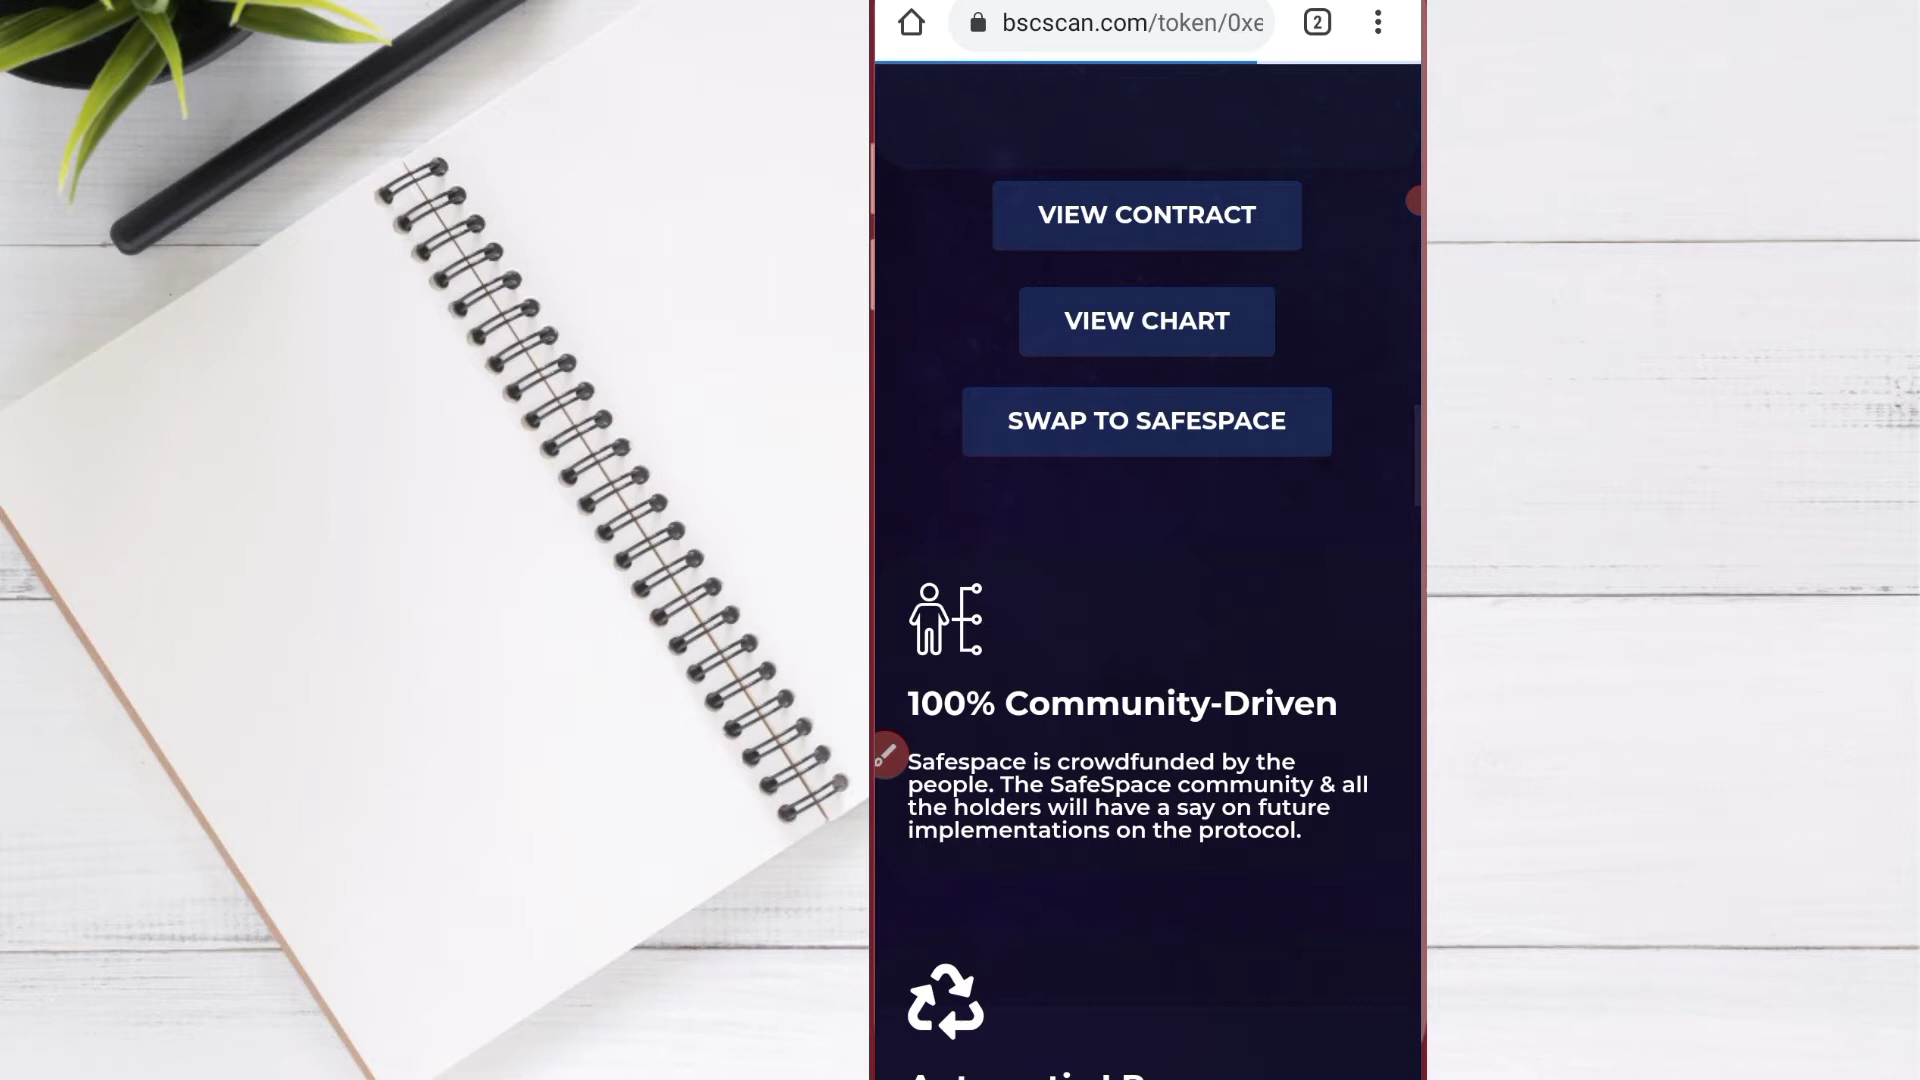 bscscan.com/token/0xe
2
VIEW CONTRACT
VIEW CHART
SWAP TO SAFESPACE
100% Community-Driven
Safespace is crowdfunded by the
people. The SafeSpace community & all
the holders will have a say on future
implementations on the protocol.